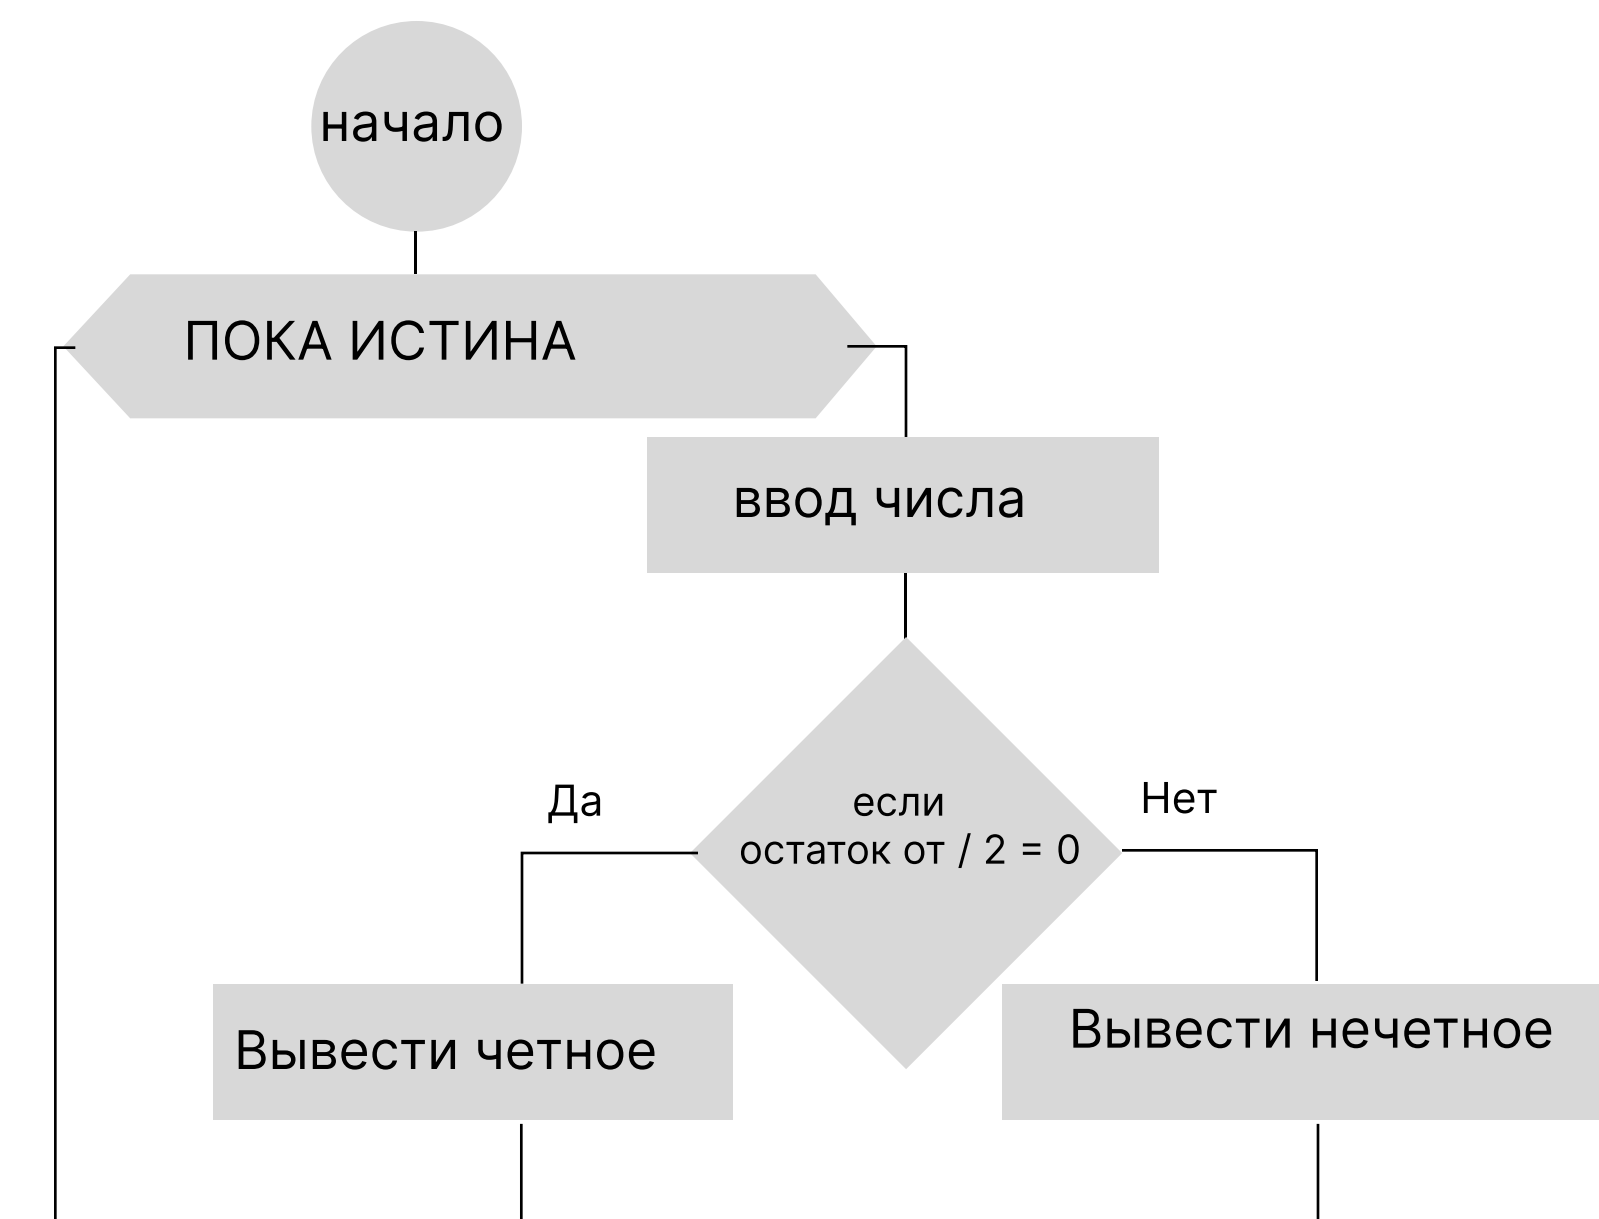 начало
ПОКА ИСТИНА
ввод числа
Да
Нет
если
остаток от / 2 = 0
Вывести четное
Вывести нечетное